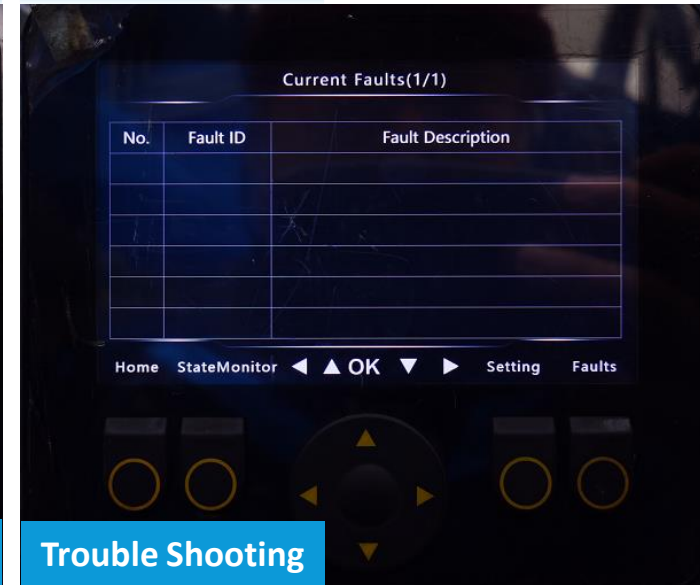 Current Faults(1/1)
No. Fault ID Fault Description
Home StateMonitor ◀ ▲ OK ▼ ▶ Setting Faults
Trouble Shooting